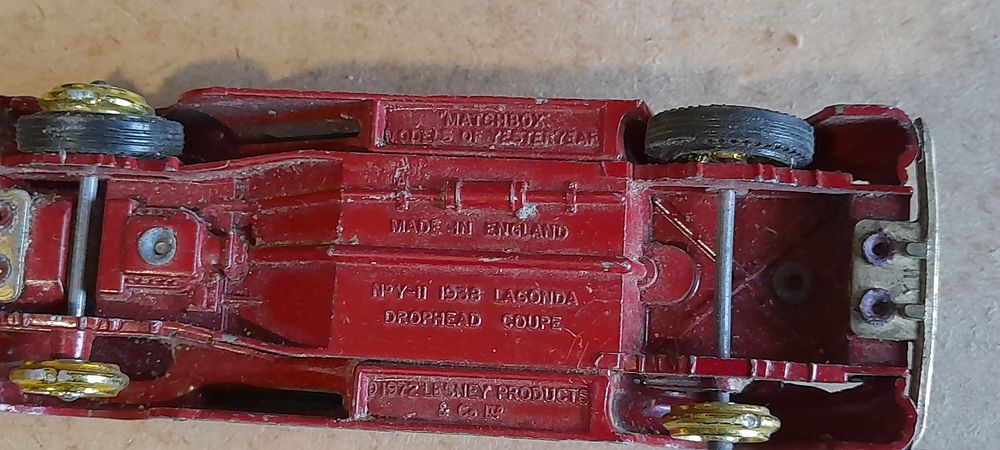 "MATCHBOX"
MODELS OF YESTERYEAR
MADE IN ENGLAND
NO Y-11 1938 LAGONDA
DROPHEAD COUPE
© 1972 LESNEY PRODUCTS
& Co. LTD